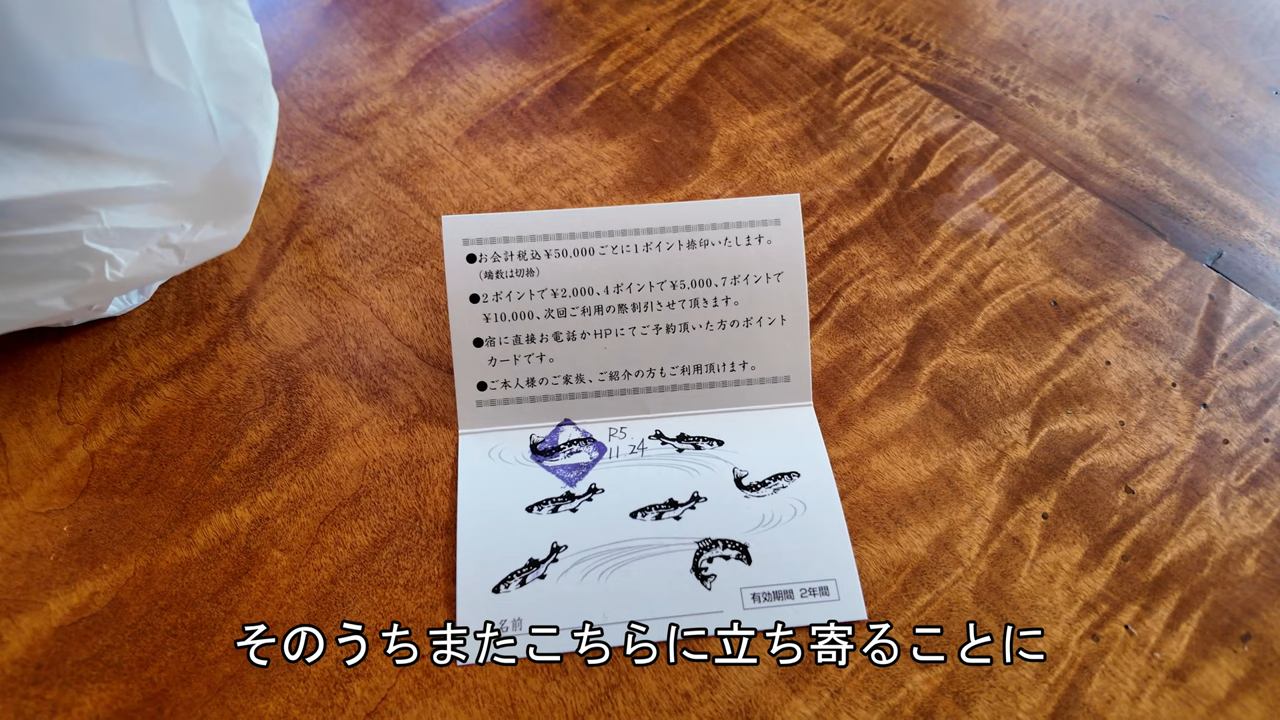 ●お会計税込¥50,000ごとに1ポイント捺印いたします。
(端数は切捨)
●2ポイントで¥2,000、4ポイントで¥5,000、7ポイントで
¥10,000、次回ご利用の際割引させて頂きます。
●宿に直接お電話かHPにてご予約頂いた方のポイント
カードです。
●ご本人様のご家族、ご紹介の方もご利用頂けます。
R5.
11.24
有効期間 2年間
名前
そのうちまたこちらに立ち寄ることに